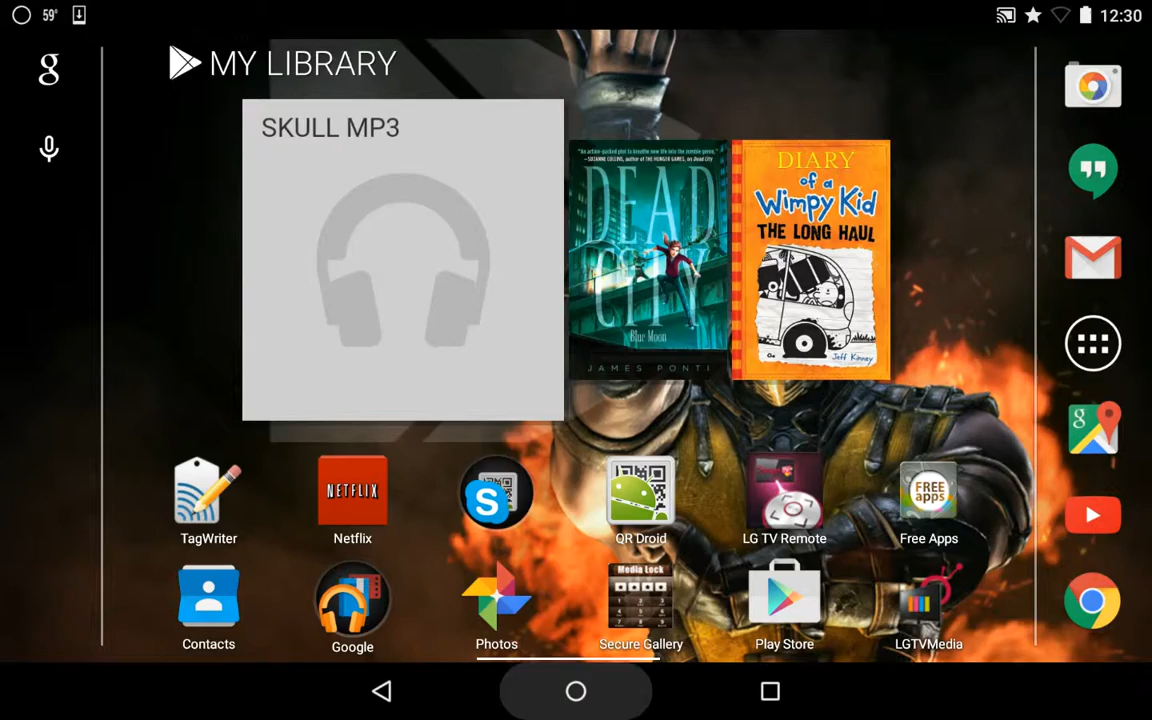 59°
12:30
g
MY LIBRARY
SKULL MP3
"An action-packed plot to breathe new life into the zombie genre."
—SUZANNE COLLINS, author of THE HUNGER GAMES, on Dead City
DEAD
CITY
Blue Moon
JAMES PONTI
DIARY
of a
Wimpy Kid
THE LONG HAUL
Jeff Kinney
NETFLIX
S
FREE
apps
TagWriter
Netflix
QR Droid
LG TV Remote
Free Apps
Media Lock
Contacts
Google
Photos
Secure Gallery
Play Store
LGTVMedia
g